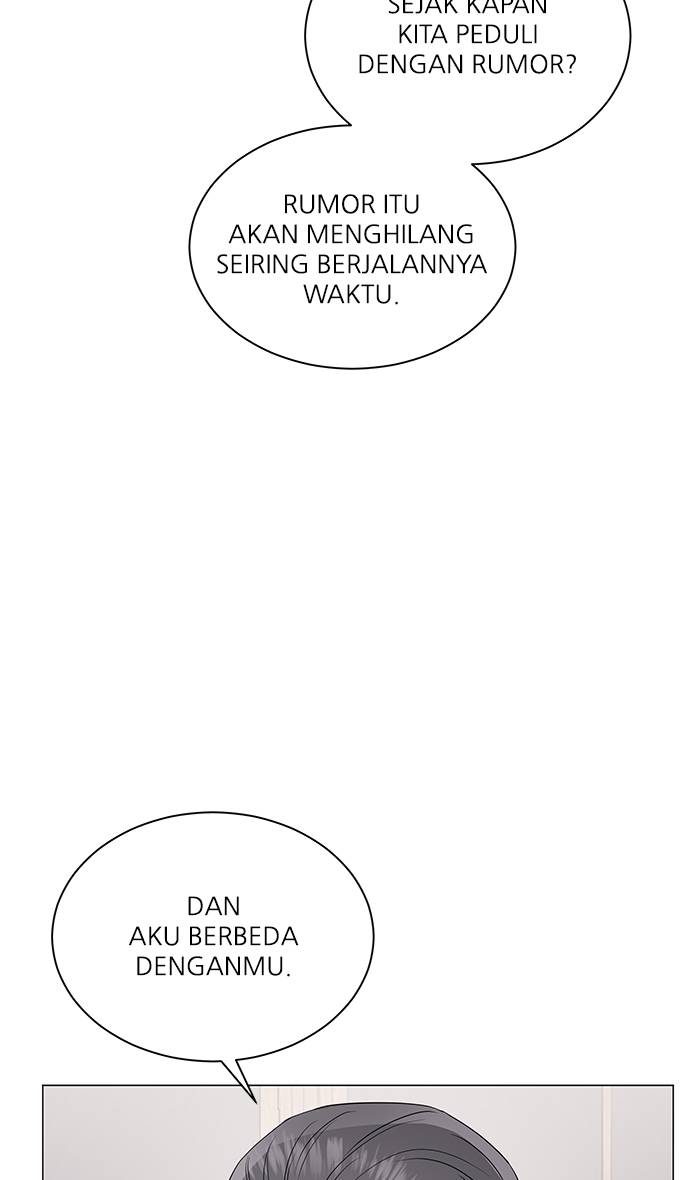 SEJAK KAPAN
KITA PEDULI
DENGAN RUMOR?
RUMOR ITU
AKAN MENGHILANG
SEIRING BERJALANNYA
WAKTU.
DAN
AKU BERBEDA
DENGANMU.